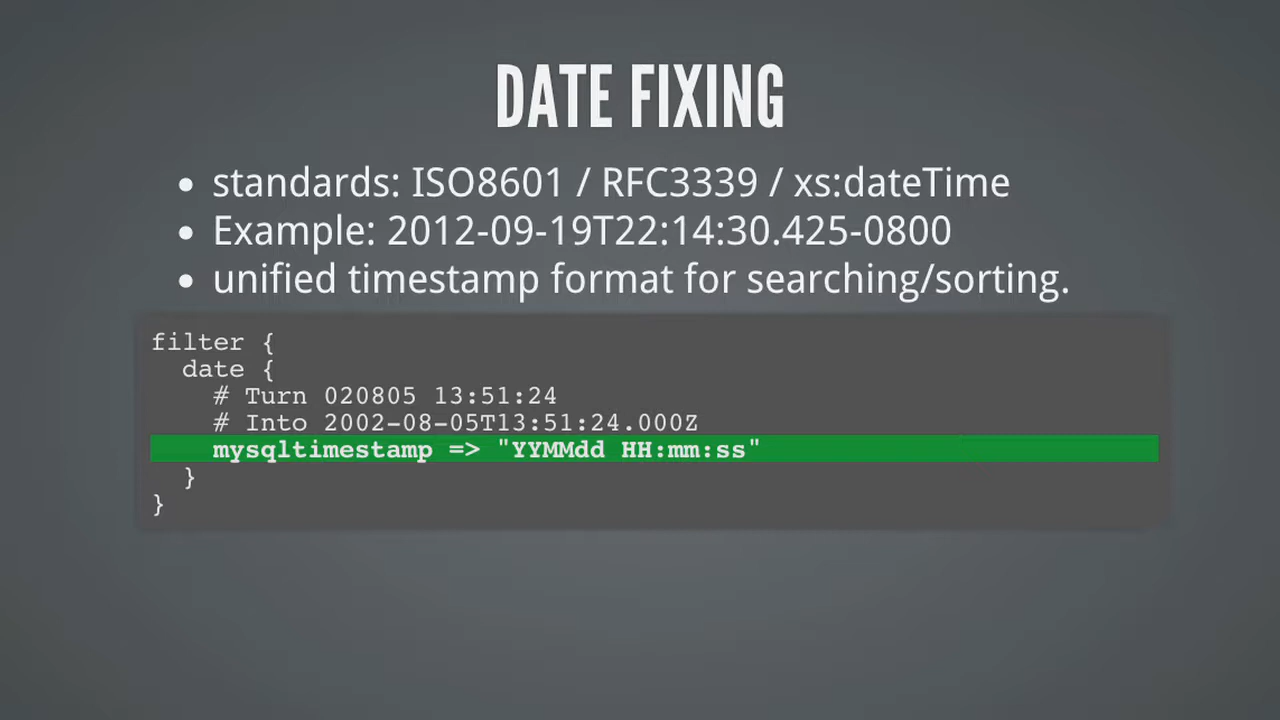 DATE FIXING
• standards: ISO8601 / RFC3339 / xs:dateTime
• Example: 2012-09-19T22:14:30.425-0800
• unified timestamp format for searching/sorting.
filter {
  date {
    # Turn 020805 13:51:24
    # Into 2002-08-05T13:51:24.000Z
    mysqltimestamp => "YYMMdd HH:mm:ss"
  }
}